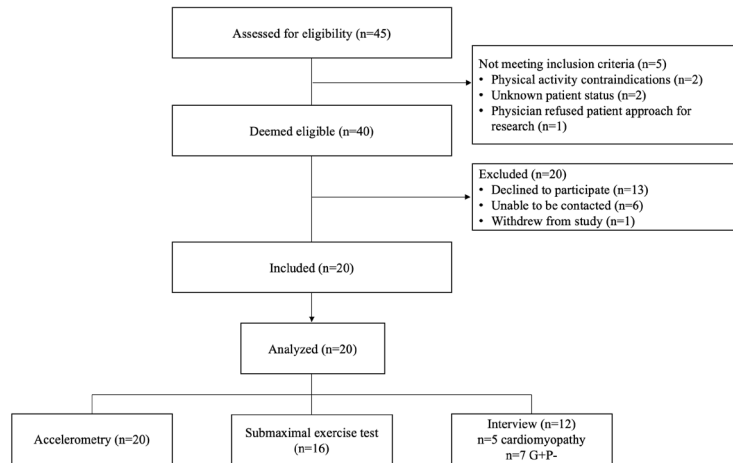 Assessed for eligibility (n=45)
Not meeting inclusion criteria (n=5)
• Physical activity contraindications (n=2)
• Unknown patient status (n=2)
• Physician refused patient approach for
research (n=1)
Deemed eligible (n=40)
Excluded (n=20)
• Declined to participate (n=13)
• Unable to be contacted (n=6)
• Withdrew from study (n=1)
Included (n=20)
Analyzed (n=20)
Accelerometry (n=20)
Submaximal exercise test
(n=16)
Interview (n=12)
n=5 cardiomyopathy
n=7 G+P-